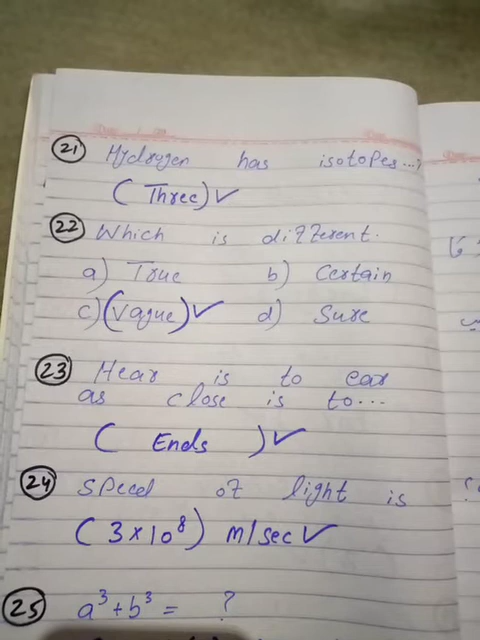 21 Hydrogen has isotopes...?
(Three) ✓
22 Which is different.
a) True b) Certain
c) (Vague) ✓ d) Sure
23 Hear is to ear
as close is to...
( Ends ) ✓
24 Speed of light is
(3×10⁸) m/sec ✓
25 a³+b³ = ?